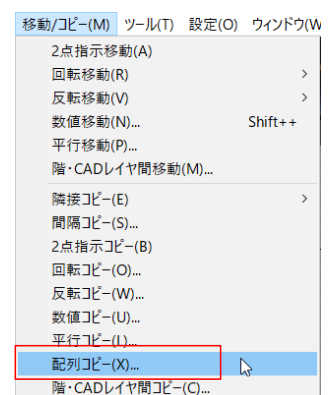 移動/コピー(M) ツール(T) 設定(O) ウィンドウ(W
2点指示移動(A)
回転移動(R) >
反転移動(V) >
数値移動(N)... Shift++
平行移動(P)...
階・CADレイヤ間移動(M)...
隣接コピー(E) >
間隔コピー(S)...
2点指示コピー(B)
回転コピー(O)...
反転コピー(W)...
数値コピー(U)...
平行コピー(L)...
配列コピー(X)...
階・CADレイヤ間コピー(C)...